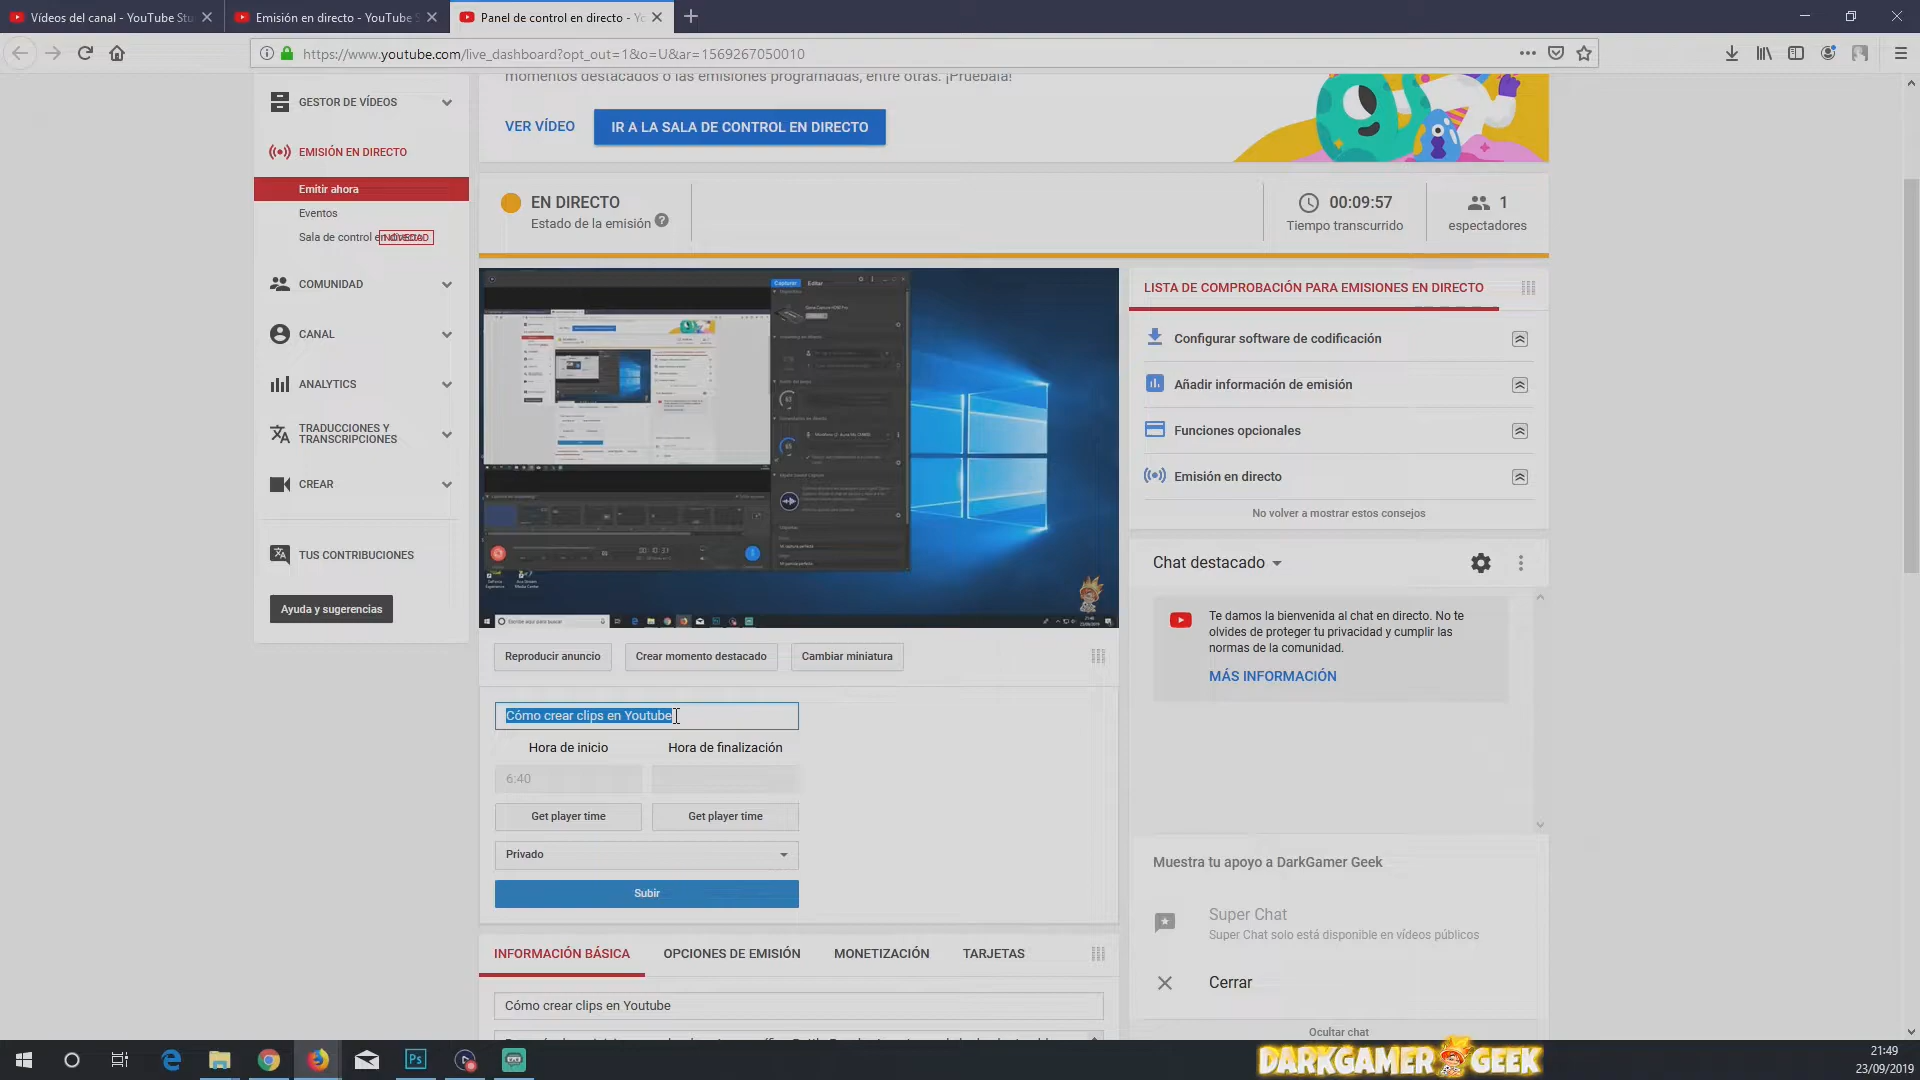 Vídeos del canal - YouTube Stu
Emisión en directo - YouTube S
Panel de control en directo - Yo
https://www.youtube.com/live_dashboard?opt_out=1&o=U&ar=1569267050010
momentos destacados o las emisiones programadas, entre otras. ¡Pruébala!
VER VÍDEO
IR A LA SALA DE CONTROL EN DIRECTO
GESTOR DE VÍDEOS
EMISIÓN EN DIRECTO
Emitir ahora
Eventos
Sala de control en directo
NOVEDAD
COMUNIDAD
CANAL
ANALYTICS
TRADUCCIONES Y
TRANSCRIPCIONES
CREAR
TUS CONTRIBUCIONES
Ayuda y sugerencias
EN DIRECTO
Estado de la emisión
00:09:57
Tiempo transcurrido
1
espectadores
Capturar
Editar
Reproducir anuncio
Crear momento destacado
Cambiar miniatura
Cómo crear clips en Youtube
Hora de inicio
Hora de finalización
6:40
Get player time
Get player time
Privado
Subir
INFORMACIÓN BÁSICA
OPCIONES DE EMISIÓN
MONETIZACIÓN
TARJETAS
Cómo crear clips en Youtube
LISTA DE COMPROBACIÓN PARA EMISIONES EN DIRECTO
Configurar software de codificación
Añadir información de emisión
Funciones opcionales
Emisión en directo
No volver a mostrar estos consejos
Chat destacado
Te damos la bienvenida al chat en directo. No te
olvides de proteger tu privacidad y cumplir las
normas de la comunidad.
MÁS INFORMACIÓN
Muestra tu apoyo a DarkGamer Geek
Super Chat
Super Chat solo está disponible en vídeos públicos
Cerrar
Ocultar chat
Ps
DARKGAMER GEEK
21:49
23/09/2019